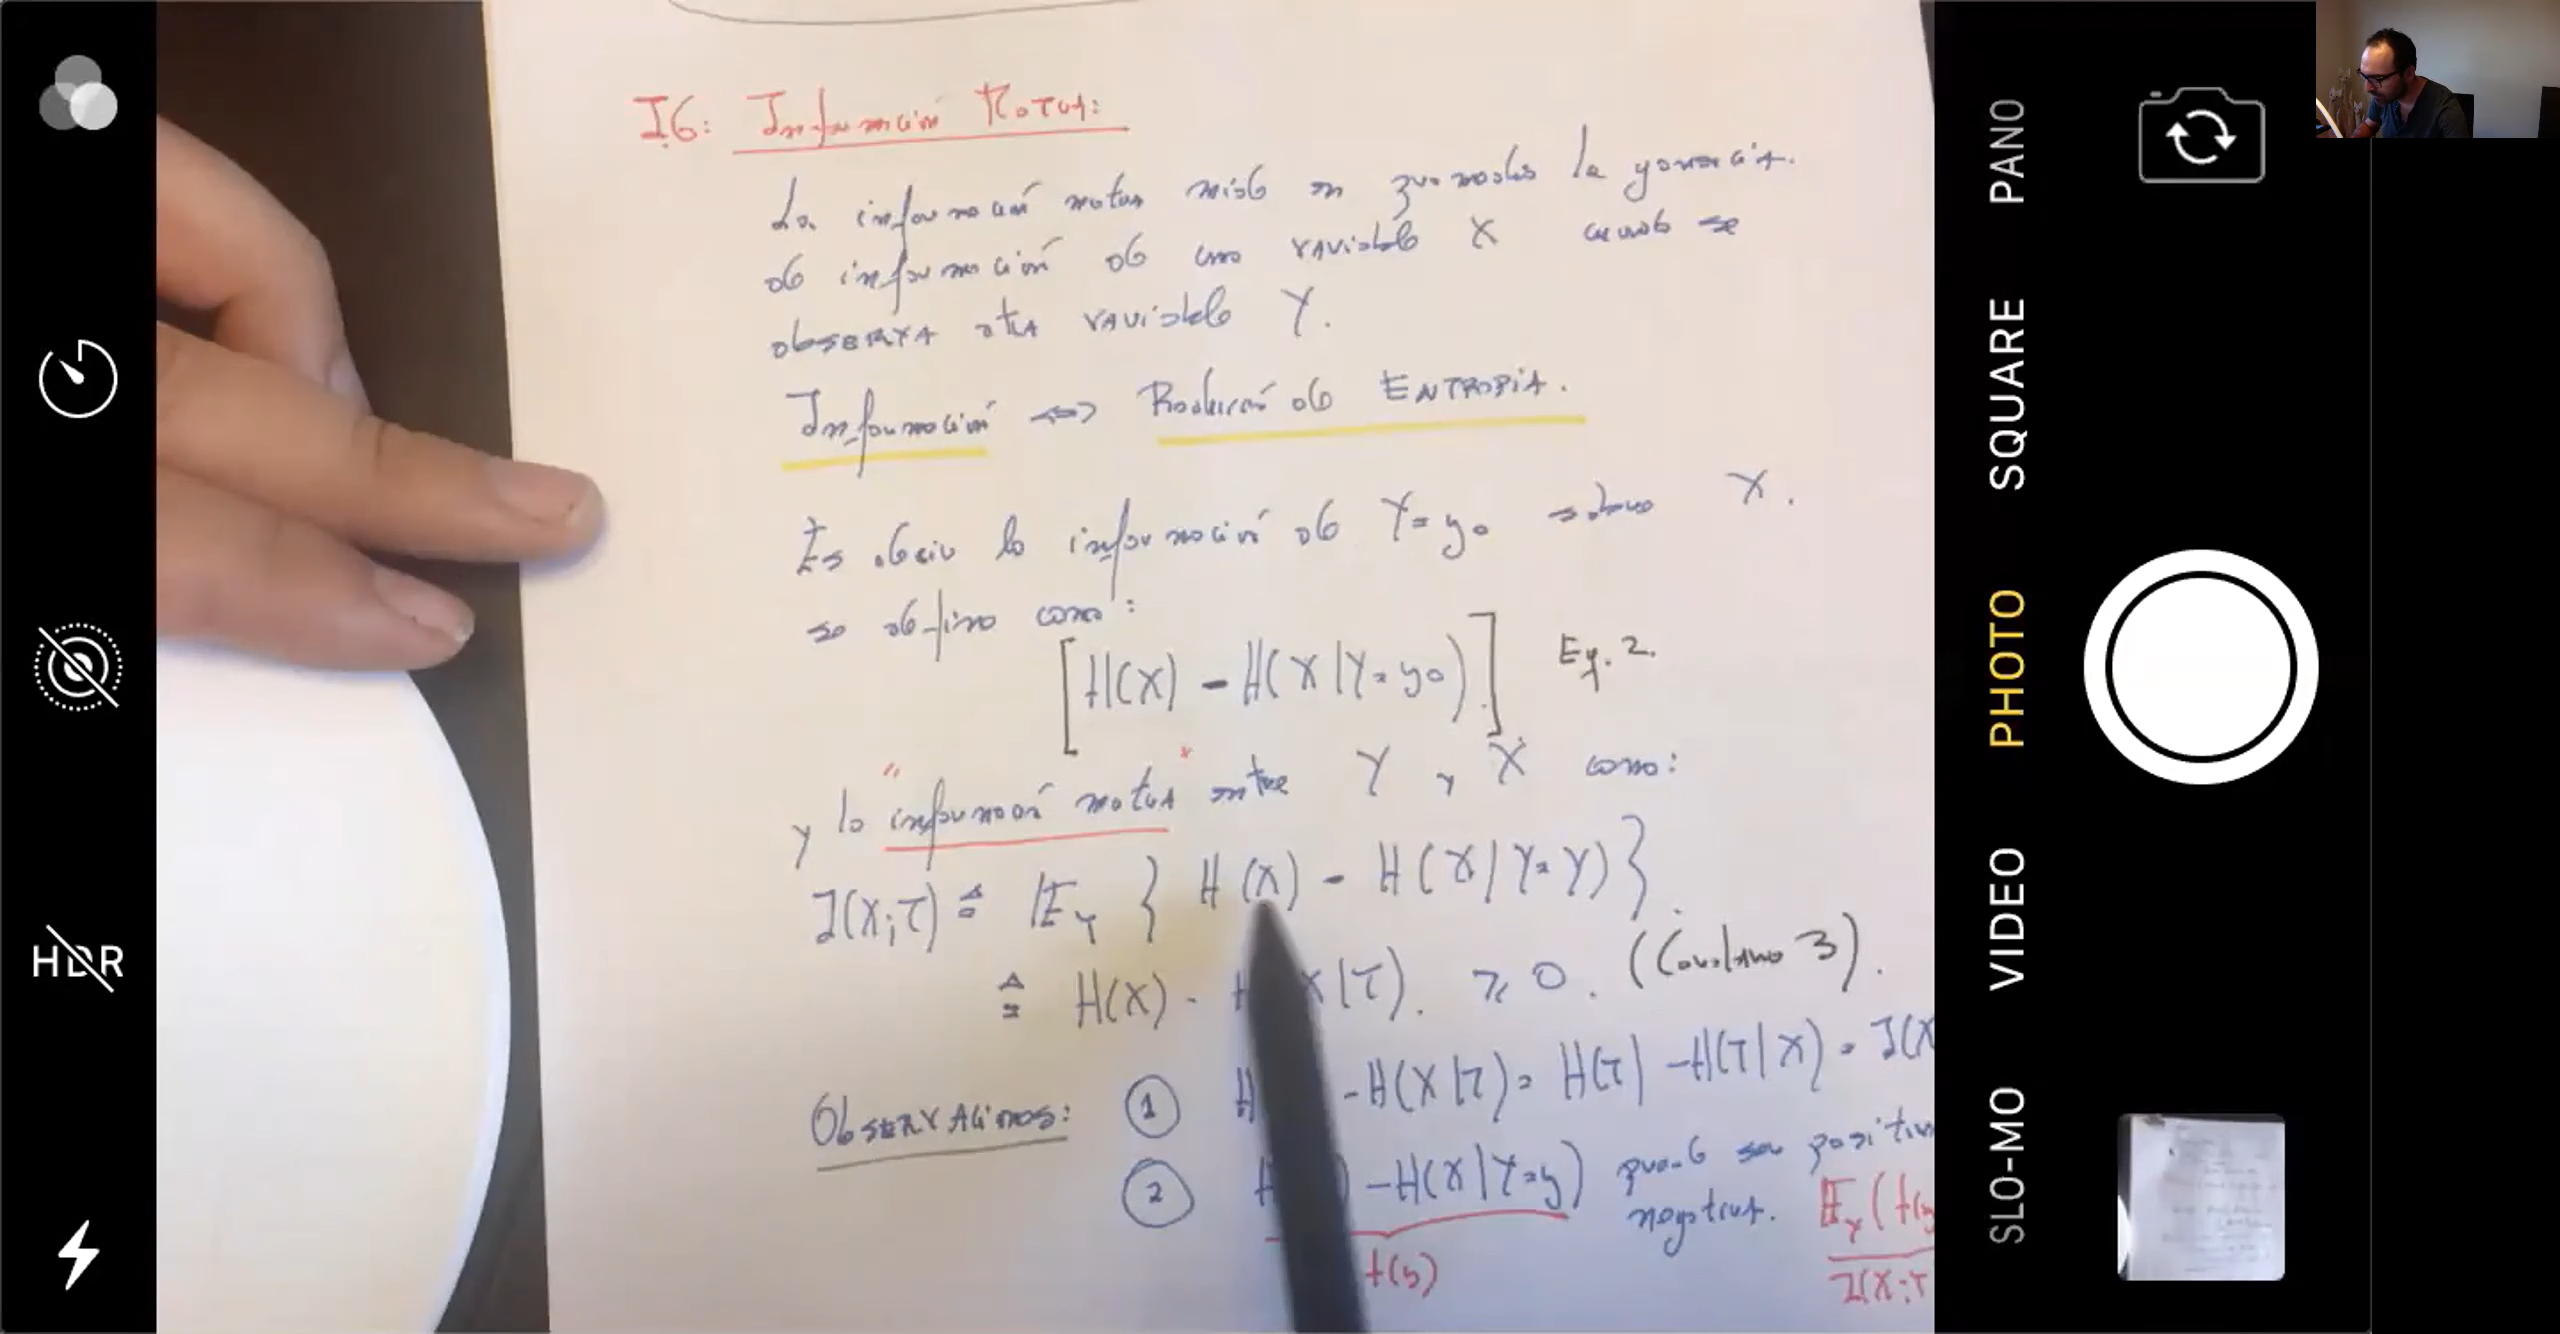 I6: Información Mutua:
La información mutua mide en promedio la ganancia
de información de una variable X cuando se
observa otra variable Y.
Información <=> Reducción de ENTROPIA.
Es decir la información de Y=y₀ sobre X.
se define como:
[H(X) - H(X|Y=y₀)] Eq. 2.
y la "información mutua" entre Y y X como:
I(X;Y) ≜ E_Y { H(X) - H(X|Y=y) }
≜ H(X) - X|Y). ≥ 0. (Corolario 3).
OBSERVACIONES: ① H - H(X|Y) = H(Y) - H(Y|X) = I(X
② H ) - H(X|Y=y) puede ser positiva
negativa. E_Y(f(y
f(y) I(X;Y
PANO
SQUARE
PHOTO
VIDEO
SLO-MO
HDR